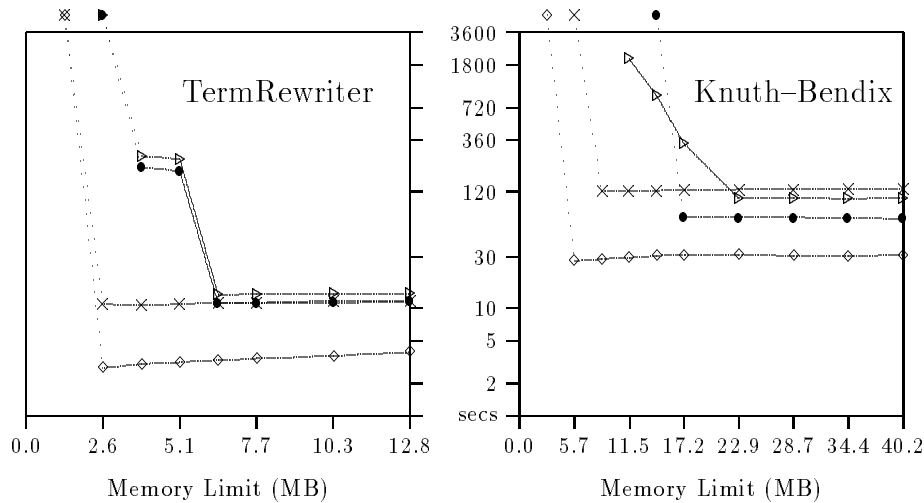 TermRewriter
Knuth–Bendix
3600
1800
720
360
120
30
10
5
2
secs
0.0 2.6 5.1 7.7 10.3 12.8
0.0 5.7 11.5 17.2 22.9 28.7 34.4 40.2
Memory Limit (MB)
Memory Limit (MB)